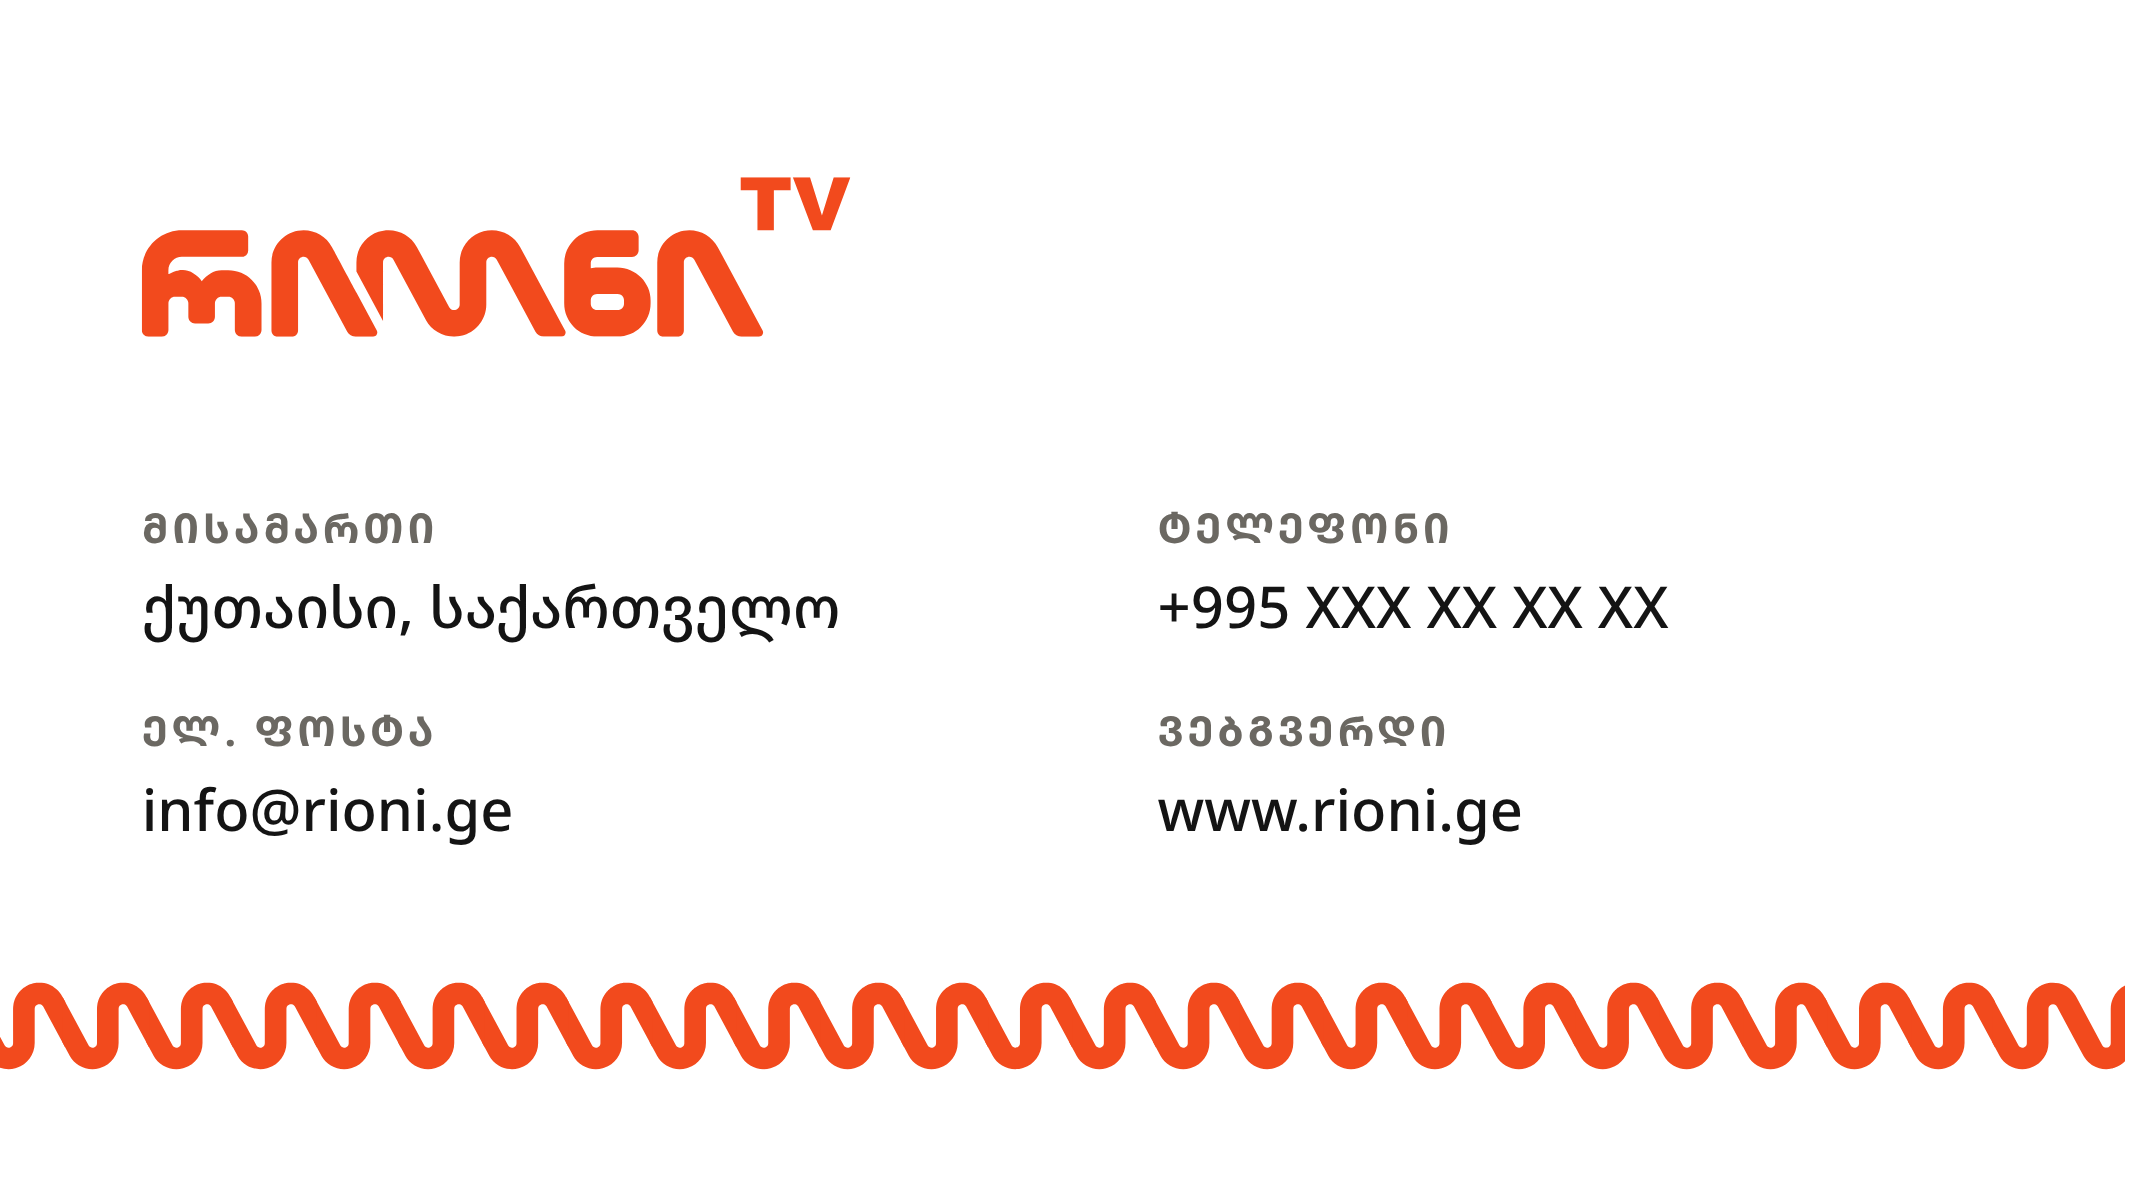 რიონი TV
მისამართი
ქუთაისი, საქართველო
ტელეფონი
+995 XXX XX XX XX
ელ. ფოსტა
info@rioni.ge
ვებგვერდი
www.rioni.ge